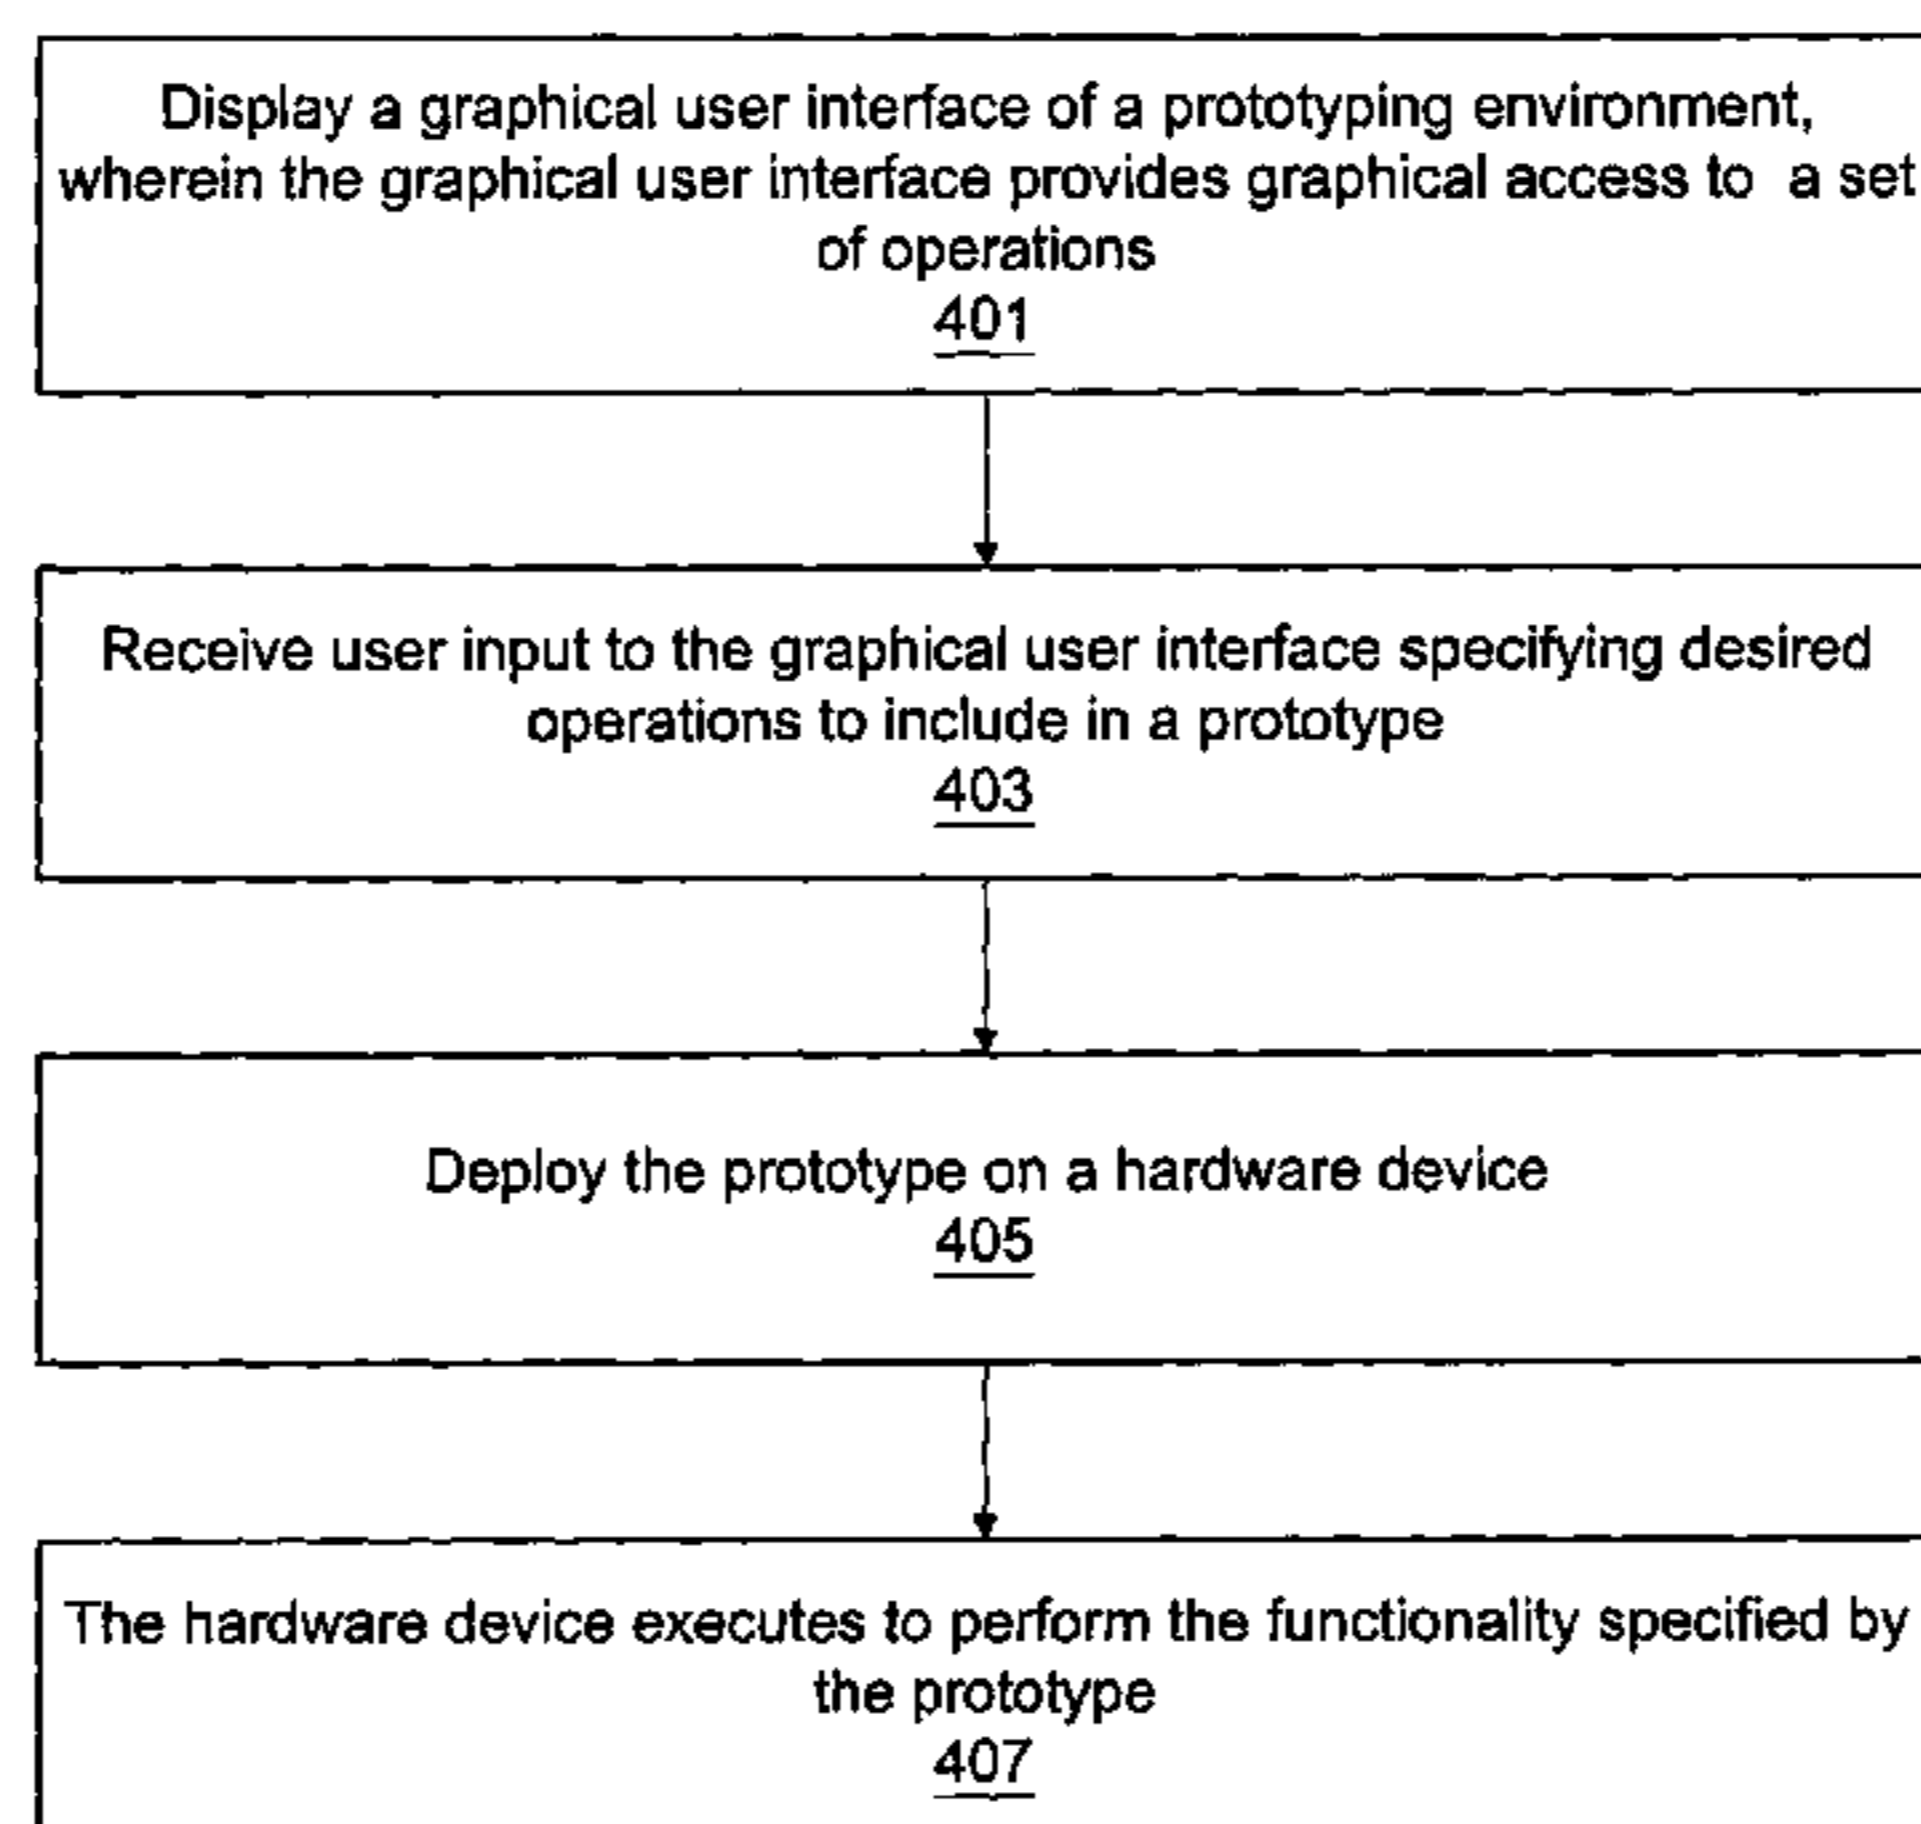 Display a graphical user interface of a prototyping environment,
wherein the graphical user interface provides graphical access to a set
of operations
401
Receive user input to the graphical user interface specifying desired
operations to include in a prototype
403
Deploy the prototype on a hardware device
405
The hardware device executes to perform the functionality specified by
the prototype
407